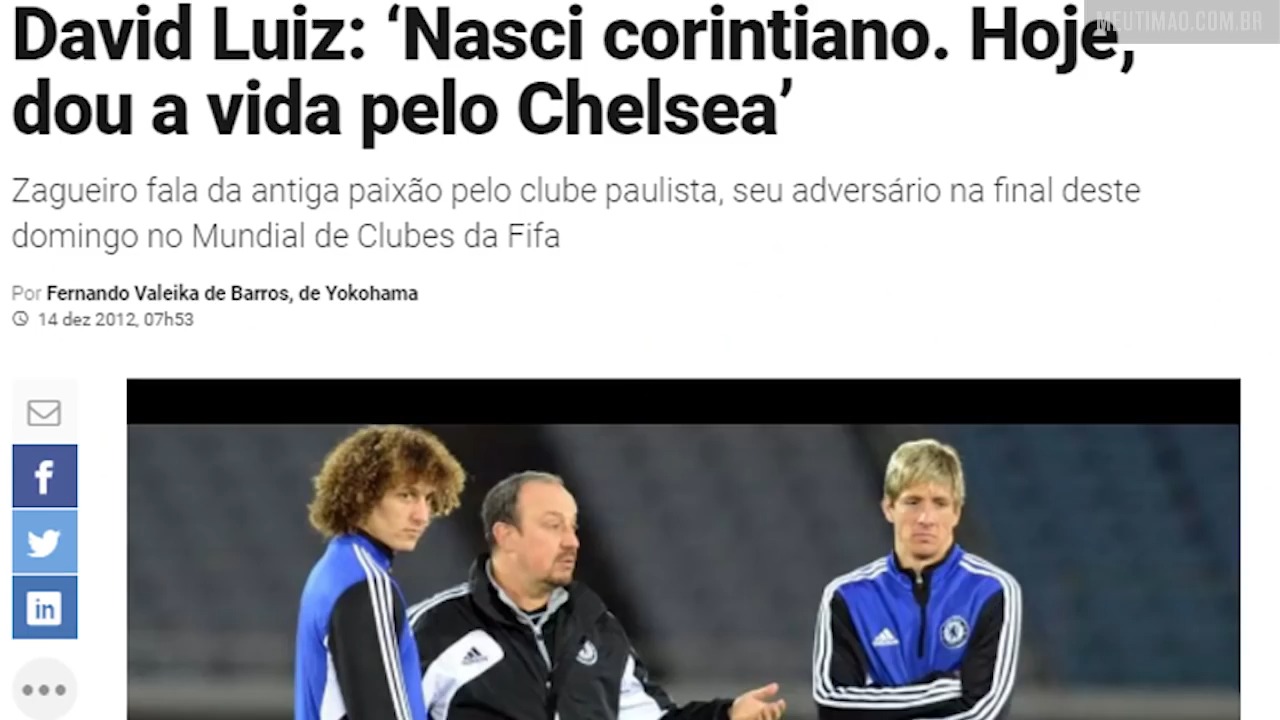 MEUTIMAO.COM.BR
David Luiz: ‘Nasci corintiano. Hoje,
dou a vida pelo Chelsea’
Zagueiro fala da antiga paixão pelo clube paulista, seu adversário na final deste
domingo no Mundial de Clubes da Fifa
Por Fernando Valeika de Barros, de Yokohama
14 dez 2012, 07h53